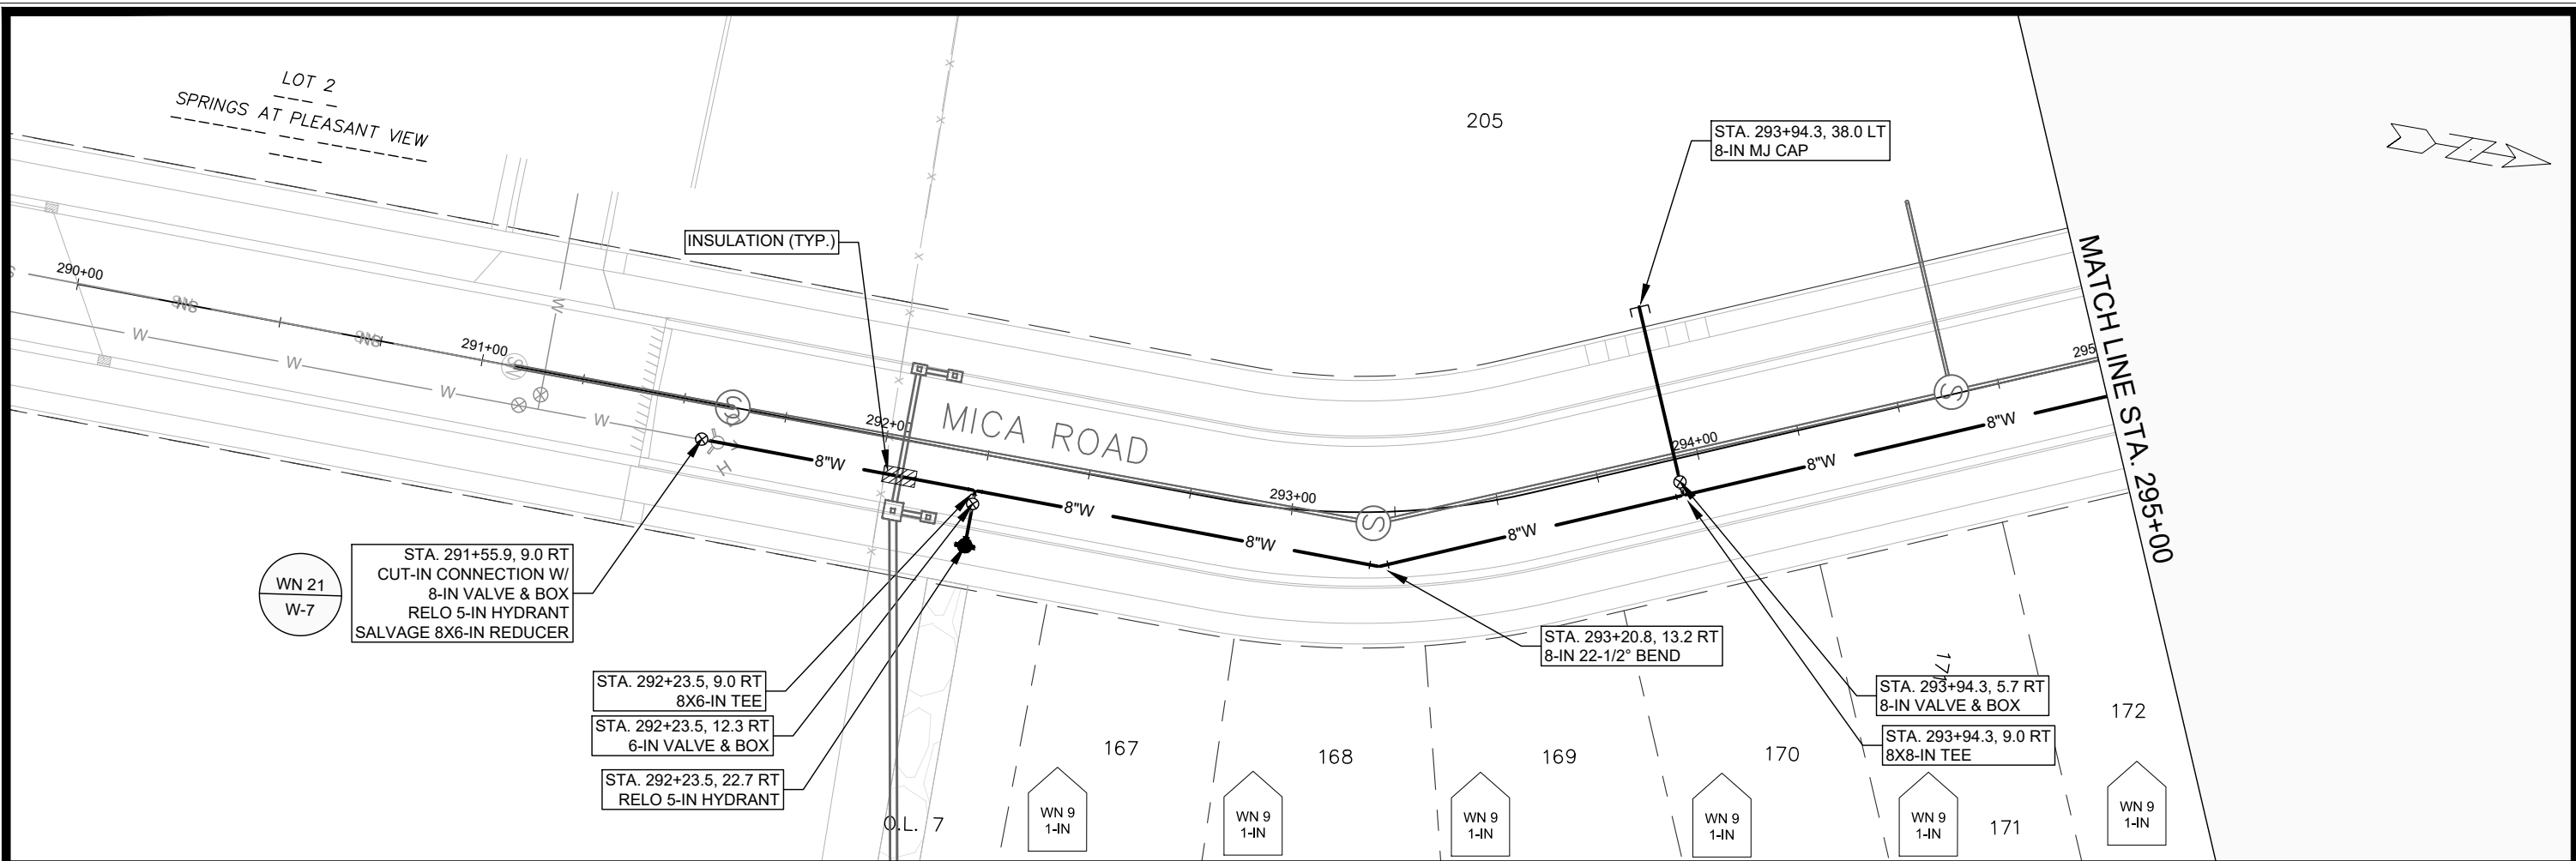 LOT 2
SPRINGS AT PLEASANT VIEW
205
STA. 293+94.3, 38.0 LT
8-IN MJ CAP
INSULATION (TYP.)
290+00
291+00
292+00
293+00
294+00
295
W
W
W
W
W
S
S
S
H
MICA ROAD
8"W
8"W
8"W
8"W
8"W
8"W
MATCH LINE STA. 295+00
WN 21
W-7
STA. 291+55.9, 9.0 RT
CUT-IN CONNECTION W/
8-IN VALVE & BOX
RELO 5-IN HYDRANT
SALVAGE 8X6-IN REDUCER
STA. 292+23.5, 9.0 RT
8X6-IN TEE
STA. 292+23.5, 12.3 RT
6-IN VALVE & BOX
STA. 292+23.5, 22.7 RT
RELO 5-IN HYDRANT
STA. 293+20.8, 13.2 RT
8-IN 22-1/2° BEND
171
STA. 293+94.3, 5.7 RT
8-IN VALVE & BOX
STA. 293+94.3, 9.0 RT
8X8-IN TEE
167
168
169
170
171
172
O.L. 7
WN 9
1-IN
WN 9
1-IN
WN 9
1-IN
WN 9
1-IN
WN 9
1-IN
WN 9
1-IN